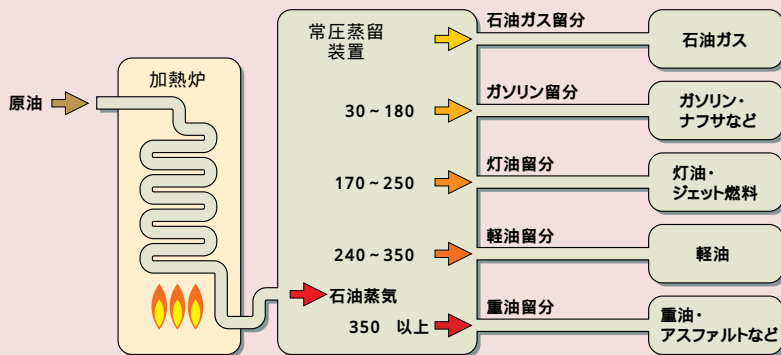 原油
加熱炉
常圧蒸留
装置
石油ガス留分
石油ガス
30~180
ガソリン留分
ガソリン・
ナフサなど
170~250
灯油留分
灯油・
ジェット燃料
240~350
軽油留分
軽油
石油蒸気
350 以上
重油留分
重油・
アスファルトなど